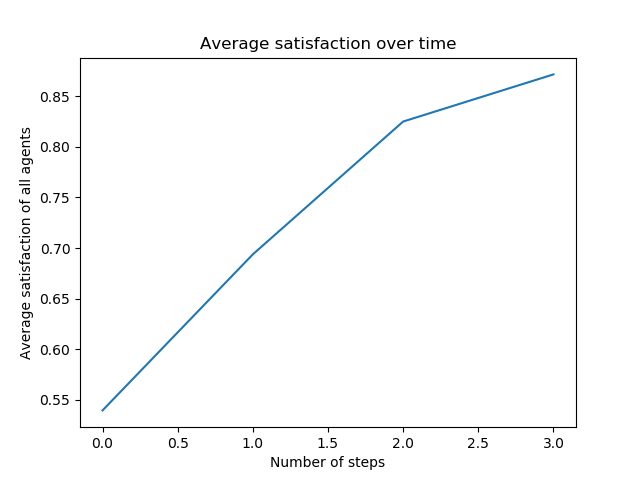 Average satisfaction over time
Average satisfaction of all agents
0.85
0.80
0.75
0.70
0.65
0.60
0.55
0.0 0.5 1.0 1.5 2.0 2.5 3.0
Number of steps